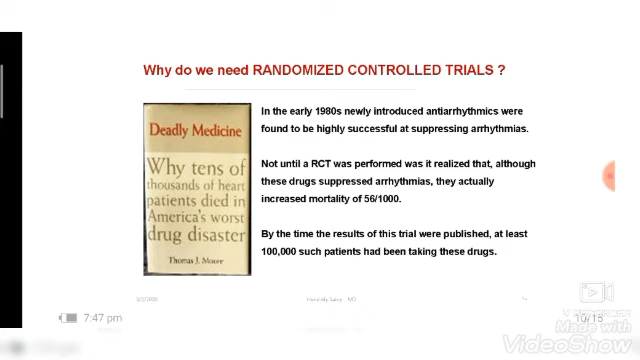 Why do we need RANDOMIZED CONTROLLED TRIALS ?
Deadly Medicine
Why tens of
thousands of heart
patients died in
America's worst
drug disaster
Thomas J. Moore
In the early 1980s newly introduced antiarrhythmics were
found to be highly successful at suppressing arrhythmias.
Not until a RCT was performed was it realized that, although
these drugs suppressed arrhythmias, they actually
increased mortality of 56/1000.
By the time the results of this trial were published, at least
100,000 such patients had been taking these drugs.
7:47 pm
10/15
Made with
VideoShow